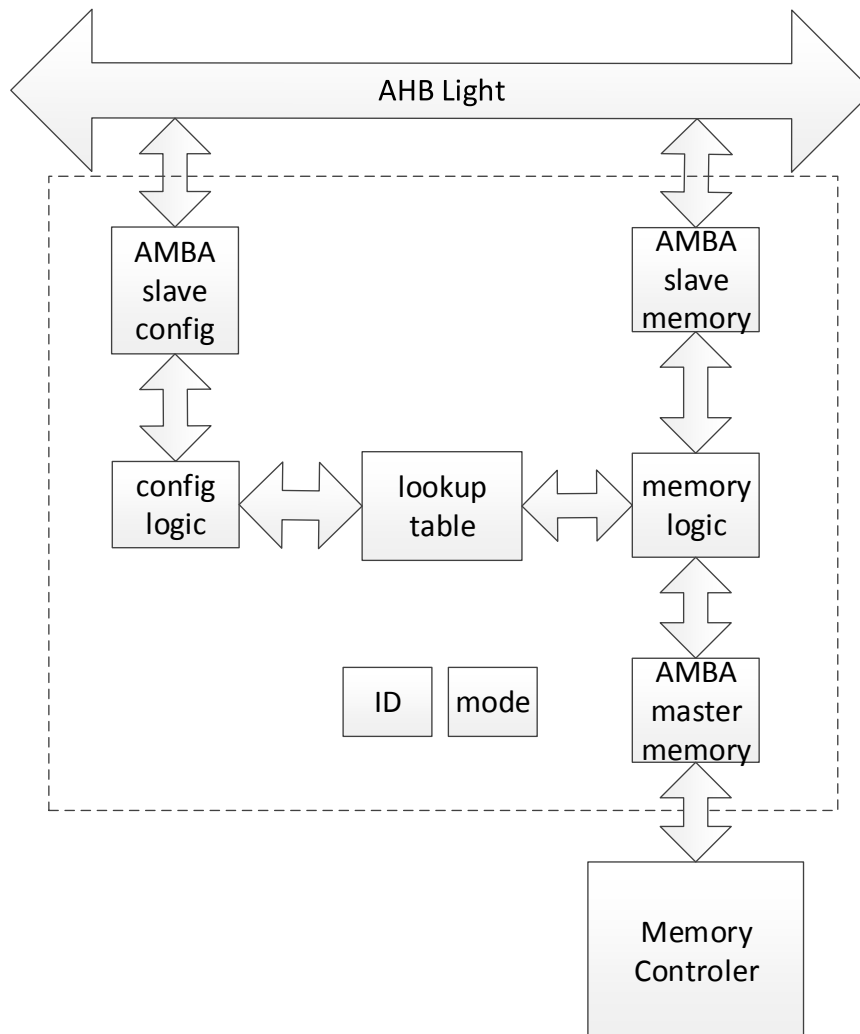 AHB Light
AMBA
slave
config
AMBA
slave
memory
config
logic
lookup
table
memory
logic
ID
mode
AMBA
master
memory
Memory
Controler